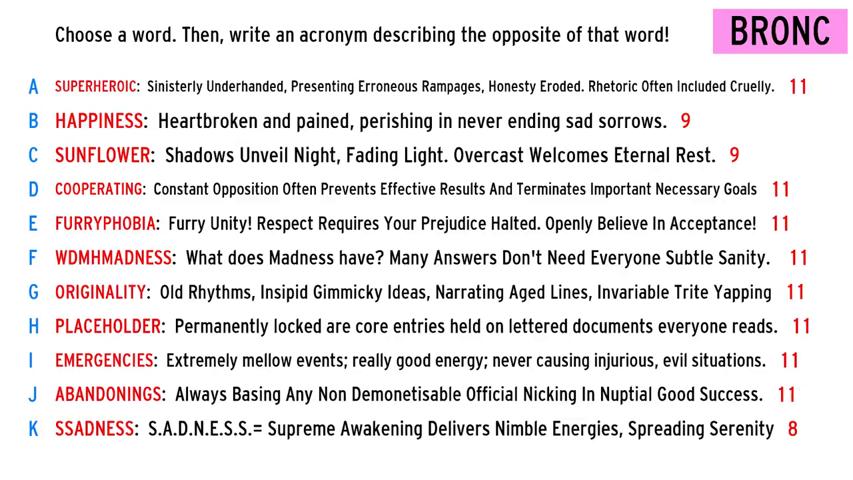 Choose a word. Then, write an acronym describing the opposite of that word! BRONC
A SUPERHEROIC: Sinisterly Underhanded, Presenting Erroneous Rampages, Honesty Eroded. Rhetoric Often Included Cruelly. 11
B HAPPINESS: Heartbroken and pained, perishing in never ending sad sorrows. 9
C SUNFLOWER: Shadows Unveil Night, Fading Light. Overcast Welcomes Eternal Rest. 9
D COOPERATING: Constant Opposition Often Prevents Effective Results And Terminates Important Necessary Goals 11
E FURRYPHOBIA: Furry Unity! Respect Requires Your Prejudice Halted. Openly Believe In Acceptance! 11
F WDMHMADNESS: What does Madness have? Many Answers Don't Need Everyone Subtle Sanity. 11
G ORIGINALITY: Old Rhythms, Insipid Gimmicky Ideas, Narrating Aged Lines, Invariable Trite Yapping 11
H PLACEHOLDER: Permanently locked are core entries held on lettered documents everyone reads. 11
I EMERGENCIES: Extremely mellow events; really good energy; never causing injurious, evil situations. 11
J ABANDONINGS: Always Basing Any Non Demonetisable Official Nicking In Nuptial Good Success. 11
K SSADNESS: S.A.D.N.E.S.S.= Supreme Awakening Delivers Nimble Energies, Spreading Serenity 8